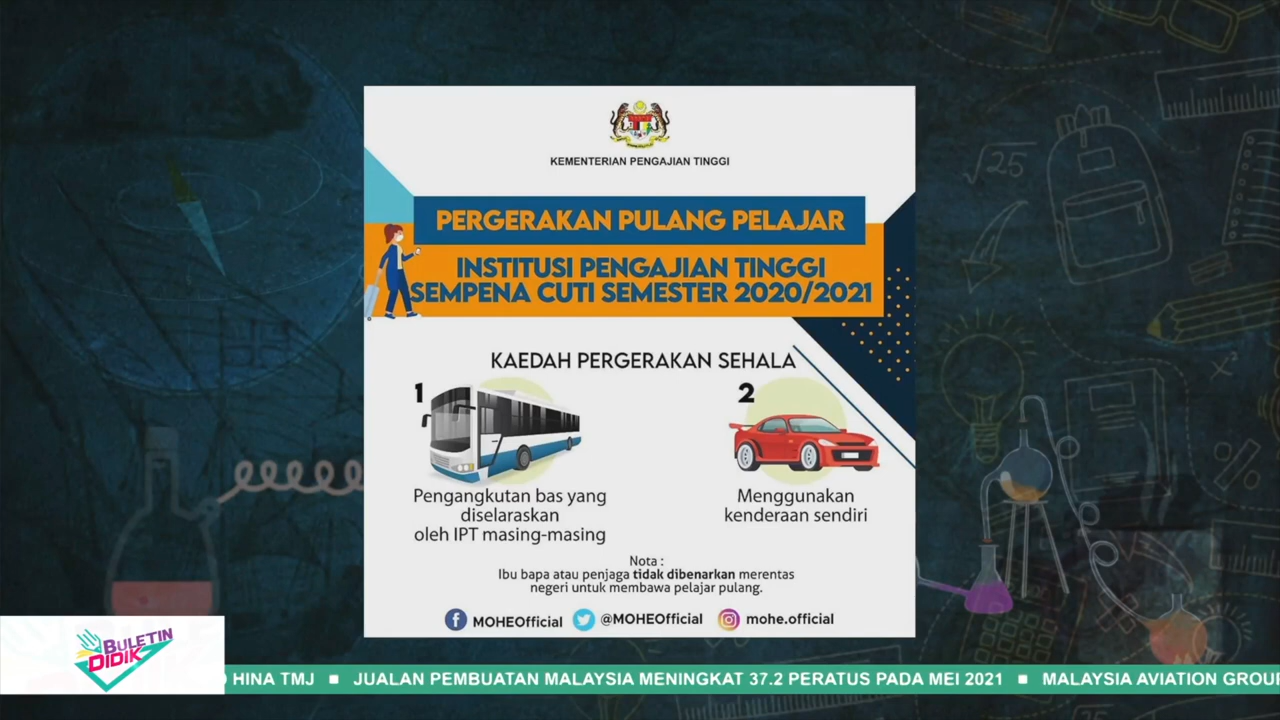 KEMENTERIAN PENGAJIAN TINGGI
PERGERAKAN PULANG PELAJAR
INSTITUSI PENGAJIAN TINGGI
SEMPENA CUTI SEMESTER 2020/2021
KAEDAH PERGERAKAN SEHALA
1
Pengangkutan bas yang
diselaraskan
oleh IPT masing-masing
2
Menggunakan
kenderaan sendiri
Nota :
Ibu bapa atau penjaga tidak dibenarkan merentas
negeri untuk membawa pelajar pulang.
MOHEOfficial @MOHEOfficial mohe.official
√25
x²
%
BULETIN
DIDIK
HINA TMJ ■ JUALAN PEMBUATAN MALAYSIA MENINGKAT 37.2 PERATUS PADA MEI 2021 ■ MALAYSIA AVIATION GROUP